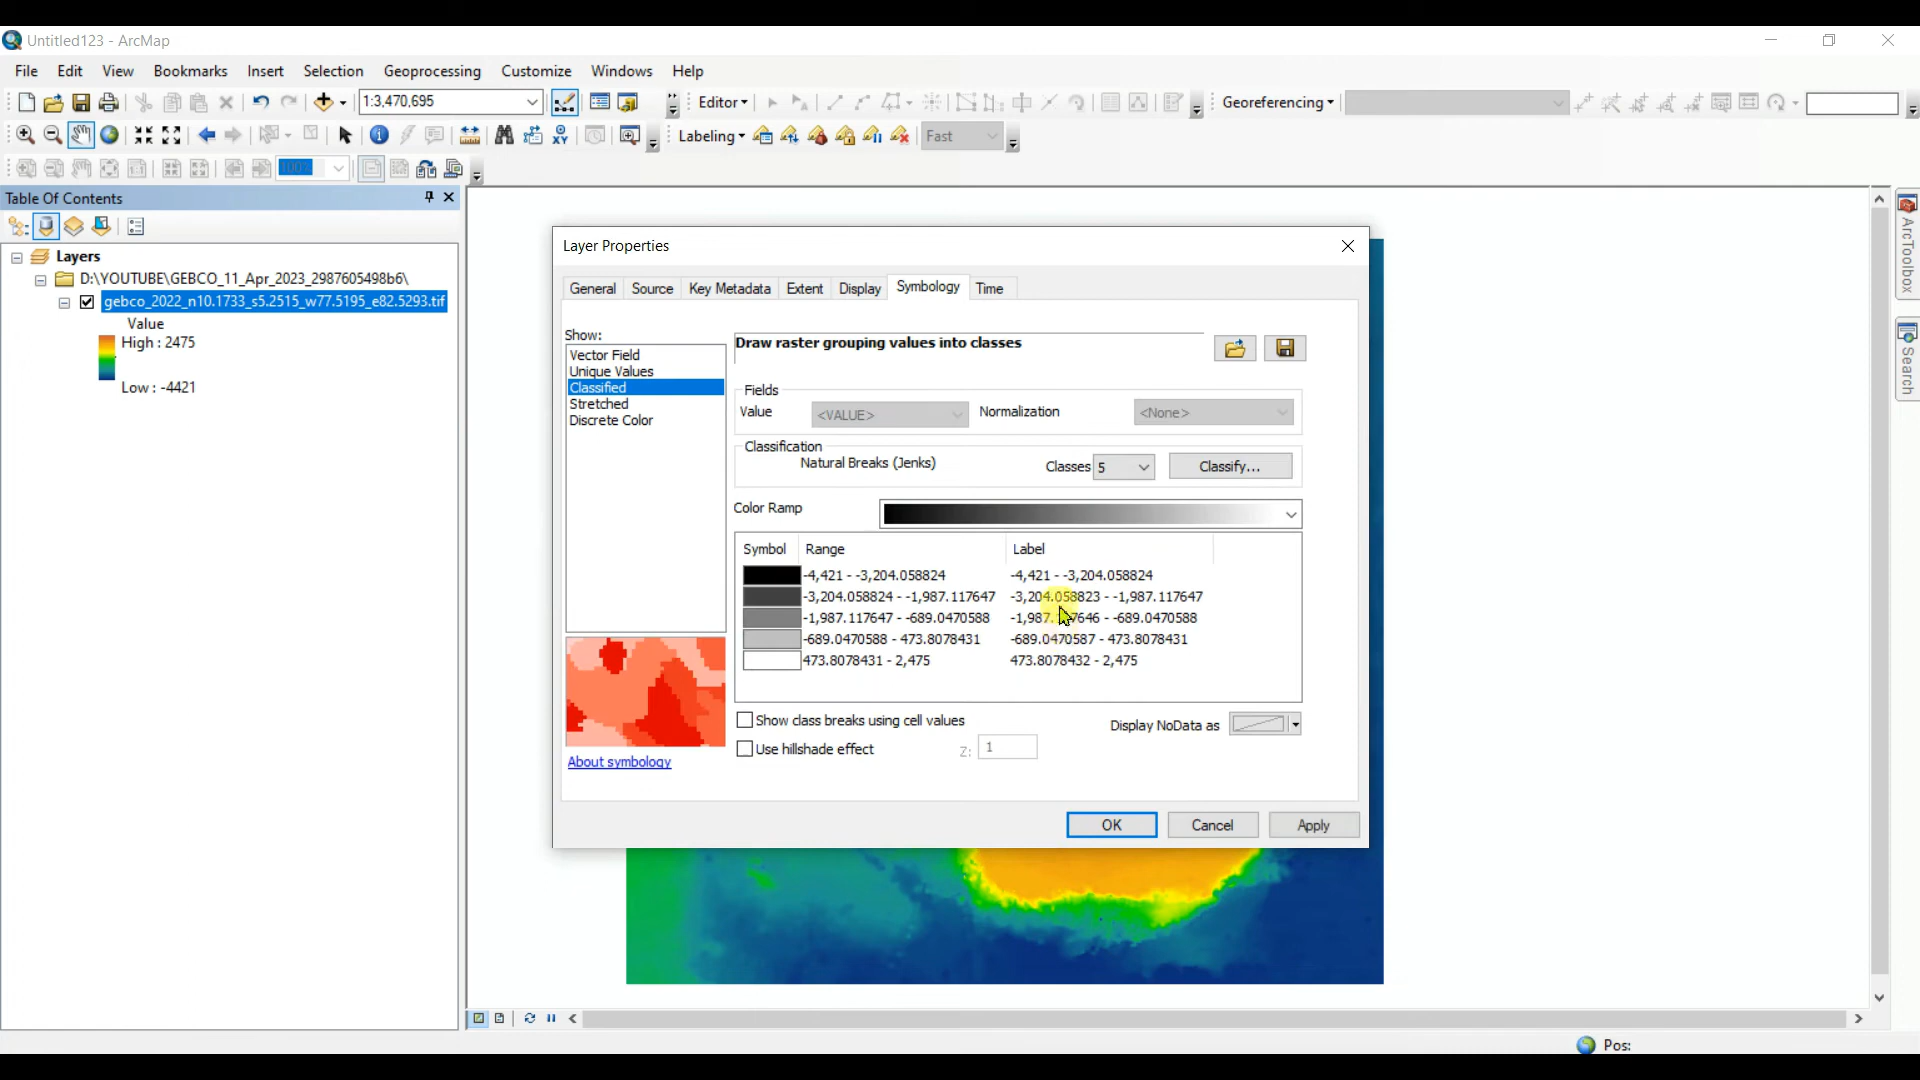 Untitled123 - ArcMap
File Edit View Bookmarks Insert Selection Geoprocessing Customize Windows Help
1:3,470,695 Editor Georeferencing
Labeling Fast
100%
Table Of Contents
ArcToolbox
Search
Layers
D:\YOUTUBE\GEBCO_11_Apr_2023_2987605498b6\
gebco_2022_n10.1733_s5.2515_w77.5195_e82.5293.tif
Value
High : 2475
Low : -4421
Layer Properties
General Source Key Metadata Extent Display Symbology Time
Show:
Vector Field
Unique Values
Classified
Stretched
Discrete Color
About symbology
Draw raster grouping values into classes
Fields
Value <VALUE> Normalization <None>
Classification
Natural Breaks (Jenks) Classes 5 Classify...
Color Ramp
Symbol Range Label
-4,421 - -3,204.058824 -4,421 - -3,204.058824
-3,204.058824 - -1,987.117647 -3,204.058823 - -1,987.117647
-1,987.117647 - -689.0470588 -1,987.117646 - -689.0470588
-689.0470588 - 473.8078431 -689.0470587 - 473.8078431
473.8078431 - 2,475 473.8078432 - 2,475
Show class breaks using cell values Display NoData as
Use hillshade effect Z: 1
OK Cancel Apply
Pos: